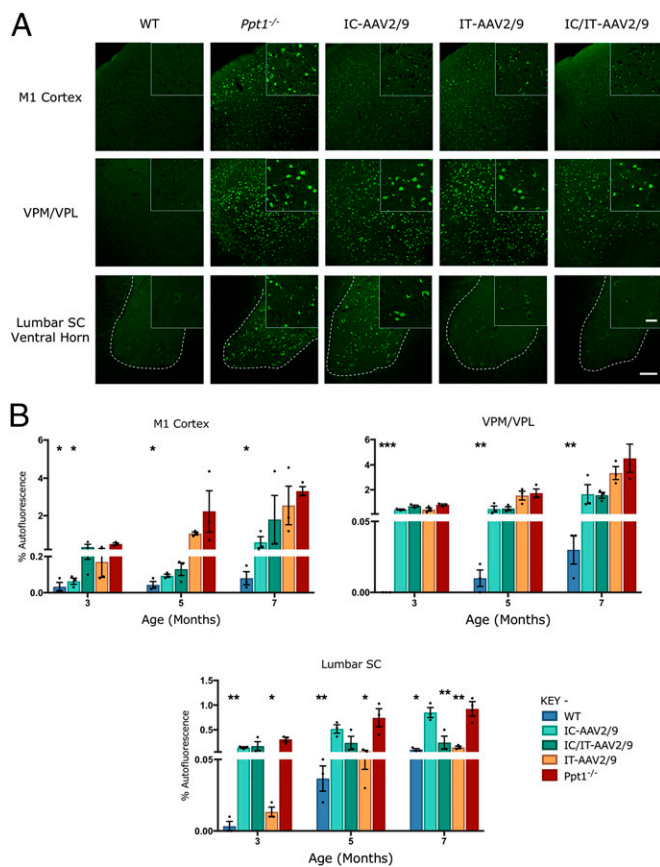 A
WT
Ppt1-/-
IC-AAV2/9
IT-AAV2/9
IC/IT-AAV2/9
M1 Cortex
VPM/VPL
Lumbar SC
Ventral Horn
B
M1 Cortex
% Autofluorescence
6
4
2
0.2
0.0
* * * *
3 5 7
Age (Months)
VPM/VPL
6
4
2
0.05
0.00
*** ** **
3 5 7
Age (Months)
Lumbar SC
% Autofluorescence
1.5
1.0
0.5
0.05
0.00
** * ** * * ** **
3 5 7
Age (Months)
KEY -
WT
IC-AAV2/9
IC/IT-AAV2/9
IT-AAV2/9
Ppt1-/-